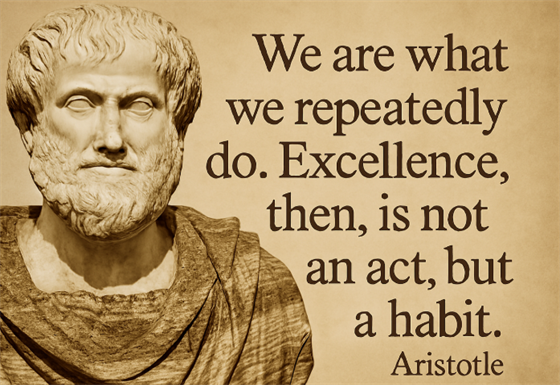 We are what
we repeatedly
do. Excellence,
then, is not
an act, but
a habit.
Aristotle